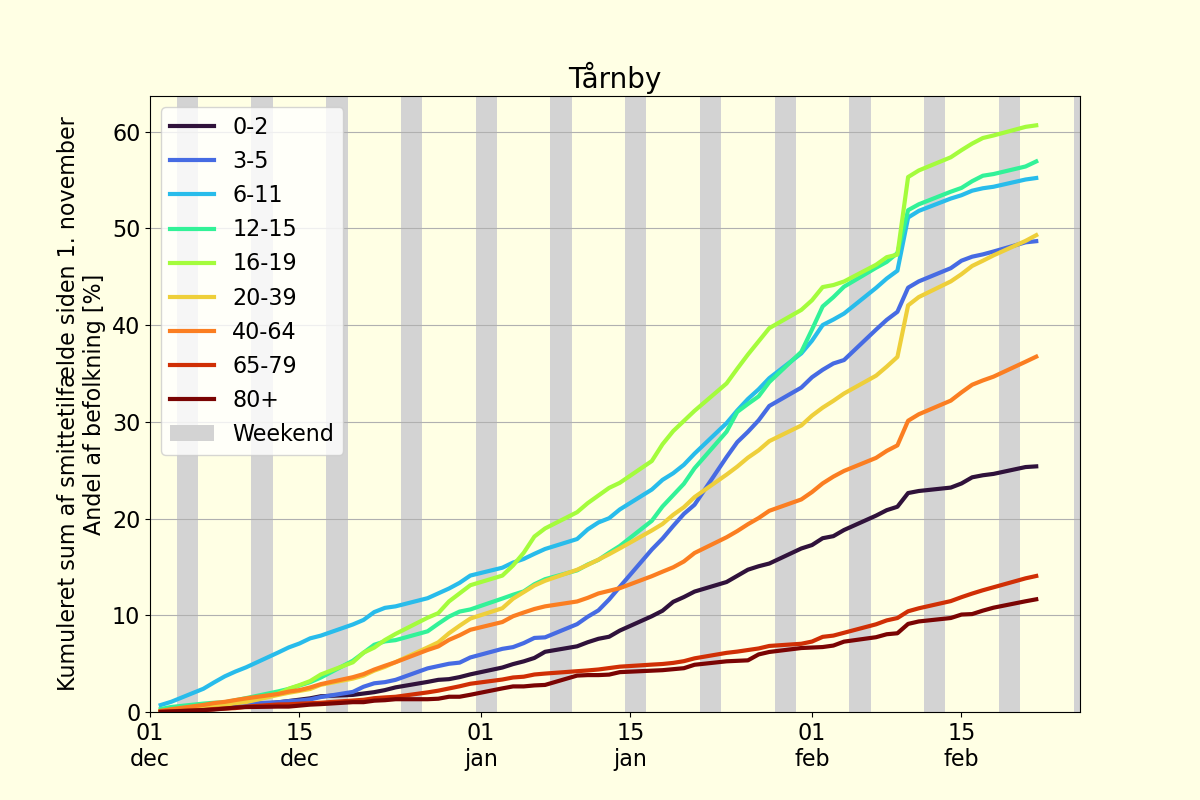 Tårnby
Kumuleret sum af smittetilfælde siden 1. november
Andel af befolkning [%]
60
50
40
30
20
10
0
0-2
3-5
6-11
12-15
16-19
20-39
40-64
65-79
80+
Weekend
01 15 01 15 01 15
dec dec jan jan feb feb